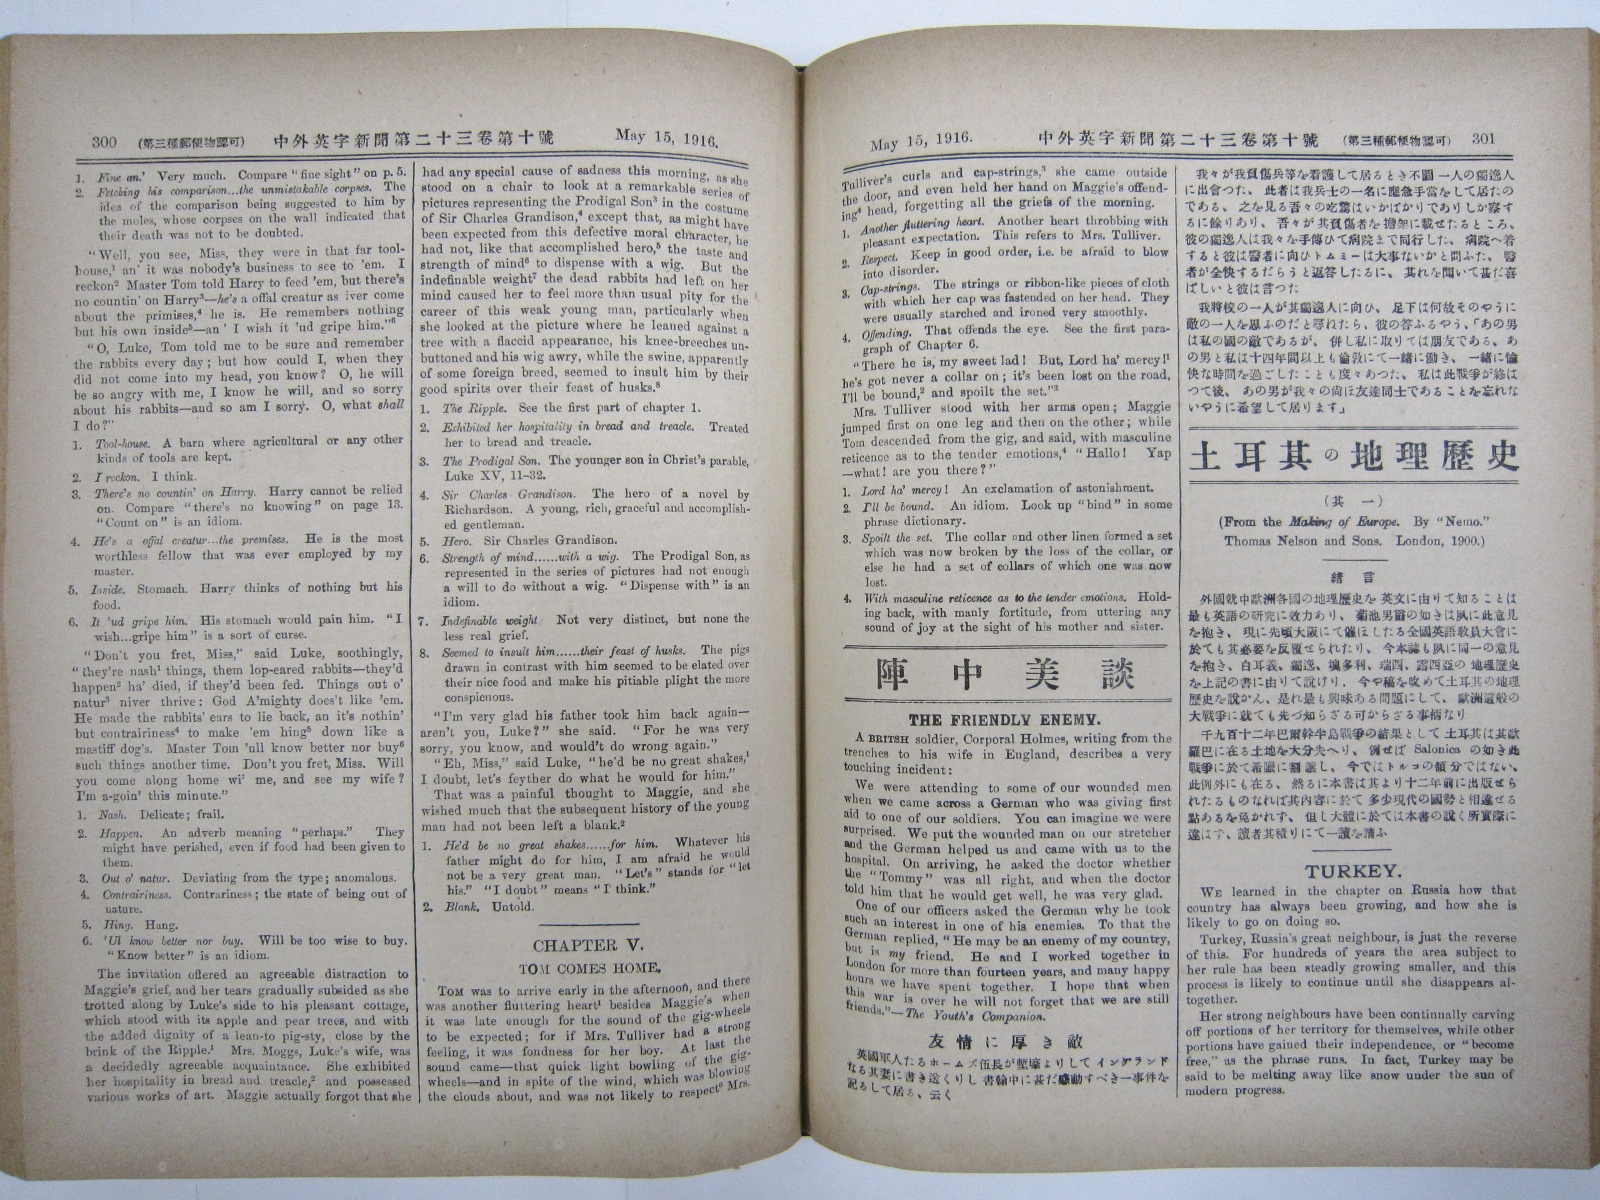 300 (第三種郵便物認可) 中外英字新聞第二十三卷第十號 May 15, 1916.
1. Fine an.' Very much. Compare "fine sight" on p. 5.
2. Fetching his comparison...the unmistakable corpses. The
idea of the comparison being suggested to him by
the moles, whose corpses on the wall indicated that
their death was not to be doubted.
"Well, you see, Miss, they were in that far tool-
house,¹ an' it was nobody's business to see to 'em. I
reckon² Master Tom told Harry to feed 'em, but there's
no countin' on Harry³—he's a offal creatur as iver come
about the primises,⁴ he is. He remembers nothing
but his own inside⁵—an' I wish it 'ud gripe him."⁶
"O, Luke, Tom told me to be sure and remember
the rabbits every day; but how could I, when they
did not come into my head, you know? O, he will
be so angry with me, I know he will, and so sorry
about his rabbits—and so am I sorry. O, what shall
I do?"
1. Tool-house. A barn where agricultural or any other
kinds of tools are kept.
2. I reckon. I think.
3. There's no countin' on Harry. Harry cannot be relied
on. Compare "there's no knowing" on page 13.
"Count on" is an idiom.
4. He's a offal creatur...the premises. He is the most
worthless fellow that was ever employed by my
master.
5. Inside. Stomach. Harry thinks of nothing but his
food.
6. It 'ud gripe him. His stomach would pain him. "I
wish...gripe him" is a sort of curse.
"Don't you fret, Miss," said Luke, soothingly,
"they're nash¹ things, them lop-eared rabbits—they'd
happen² ha' died, if they'd been fed. Things out o'
natur³ niver thrive: God A'mighty does't like 'em.
He made the rabbits' ears to lie back, an it's nothin'
but contrairiness⁴ to make 'em hing⁵ down like a
mastiff dog's. Master Tom 'nll know better nor buy⁶
such things another time. Don't you fret, Miss. Will
you come along home wi' me, and see my wife?
I'm a-goin' this minute."
1. Nash. Delicate; frail.
2. Happen. An adverb meaning "perhaps." They
might have perished, even if food had been given to
them.
3. Out o' natur. Deviating from the type; anomalous.
4. Contrairiness. Contrariness; the state of being out of
nature.
5. Hing. Hang.
6. 'Ul know better nor buy. Will be too wise to buy.
"Know better" is an idiom.
The invitation offered an agreeable distraction to
Maggie's grief, and her tears gradually subsided as she
trotted along by Luke's side to his pleasant cottage,
which stood with its apple and pear trees, and with
the added dignity of a lean-to pig-sty, close by the
brink of the Ripple.¹ Mrs. Moggs, Luke's wife, was
a decidedly agreeable acquaintance. She exhibited
her hospitality in bread and treacle,² and possessed
various works of art. Maggie actually forgot that she
had any special cause of sadness this morning, as she
stood on a chair to look at a remarkable series of
pictures representing the Prodigal Son³ in the costume
of Sir Charles Grandison,⁴ except that, as might have
been expected from this defective moral character, he
had not, like that accomplished hero,⁵ the taste and
strength of mind⁶ to dispense with a wig. But the
indefinable weight⁷ the dead rabbits had left on her
mind caused her to feel more than usual pity for the
career of this weak young man, particularly when
she looked at the picture where he leaned against a
tree with a flaccid appearance, his knee-breeches un-
buttoned and his wig awry, while the swine, apparently
of some foreign breed, seemed to insult him by their
good spirits over their feast of husks.⁸
1. The Ripple. See the first part of chapter 1.
2. Exhibited her hospitality in bread and treacle. Treated
her to bread and treacle.
3. The Prodigal Son. The younger son in Christ's parable,
Luke XV, 11-32.
4. Sir Charles Grandison. The hero of a novel by
Richardson. A young, rich, graceful and accomplish-
ed gentleman.
5. Hero. Sir Charles Grandison.
6. Strength of mind......with a wig. The Prodigal Son, as
represented in the series of pictures had not enough
a will to do without a wig. "Dispense with" is an
idiom.
7. Indefinable weight: Not very distinct, but none the
less real grief.
8. Seemed to insult him......their feast of husks. The pigs
drawn in contrast with him seemed to be elated over
their nice food and make his pitiable plight the more
conspicuous.
"I'm very glad his father took him back again—
aren't you, Luke?" she said. "For he was very
sorry, you know, and would't do wrong again."
"Eh, Miss," said Luke, "he'd be no great shakes,¹
I doubt, let's feyther do what he would for him."
That was a painful thought to Maggie, and she
wished much that the subsequent history of the young
man had not been left a blank.²
1. He'd be no great shakes......for him. Whatever his
father might do for him, I am afraid he would
not be a very great man. "Let's" stands for "let
his." "I doubt" means "I think."
2. Blank. Untold.
CHAPTER V.
TOM COMES HOME.
TOM was to arrive early in the afternoon, and there
was another fluttering heart¹ besides Maggie's when
it was late enough for the sound of the gig-wheels
to be expected; for if Mrs. Tulliver had a strong
feeling, it was fondness for her boy. At last the
sound came—that quick light bowling of the gig-
wheels—and in spite of the wind, which was blowing
the clouds about, and was not likely to respect² Mrs.
May 15, 1916. 中外英字新聞第二十三卷第十號 (第三種郵便物認可) 301
Tulliver's curls and cap-strings,³ she came outside
the door, and even held her hand on Maggie's offend-
ing⁴ head, forgetting all the griefs of the morning.
1. Another fluttering heart. Another heart throbbing with
pleasant expectation. This refers to Mrs. Tulliver.
2. Respect. Keep in good order, i.e. be afraid to blow
into disorder.
3. Cap-strings. The strings or ribbon-like pieces of cloth
with which her cap was fastended on her head. They
were usually starched and ironed very smoothly.
4. Offending. That offends the eye. See the first para-
graph of Chapter 6.
"There he is, my sweet lad! But, Lord ha' mercy!¹
he's got never a collar on; it's been lost on the road,
I'll be bound,² and spoilt the set."³
Mrs. Tulliver stood with her arms open; Maggie
jumped first on one leg and then on the other; while
Tom descended from the gig, and said, with masculine
reticence as to the tender emotions,⁴ "Hallo! Yap
—what! are you there?"
1. Lord ha' mercy! An exclamation of astonishment.
2. I'll be bound. An idiom. Look up "bind" in some
phrase dictionary.
3. Spoilt the set. The collar and other linen formed a set
which was now broken by the loss of the collar, or
else he had a set of collars of which one was now
lost.
4. With masculine reticence as to the tender emotions. Hold-
ing back, with manly fortitude, from uttering any
sound of joy at the sight of his mother and sister.
陣中美談
THE FRIENDLY ENEMY.
A BRITSH soldier, Corporal Holmes, writing from the
trenches to his wife in England, describes a very
touching incident:
We were attending to some of our wounded men
when we came across a German who was giving first
aid to one of our soldiers. You can imagine we were
surprised. We put the wounded man on our stretcher
and the German helped us and came with us to the
hospital. On arriving, he asked the doctor whether
the "Tommy" was all right, and when the doctor
told him that he would get well, he was very glad.
One of our officers asked the German why he took
such an interest in one of his enemies. To that the
German replied, "He may be an enemy of my country,
but is my friend. He and I worked together in
London for more than fourteen years, and many happy
hours we have spent together. I hope that when
this war is over he will not forget that we are still
friends."—The Youth's Companion.
友情に厚き敵
英國軍人たるホームズ伍長が塹壕よりして イングランド
なる其妻に書き送くりし 書翰中に甚だ感動すべき一事件を
記るして居る、云く
我々が我負傷兵等を看護して居るとき不圖 一人の獨逸人
に出會つた、 此者は我兵士の一名に應急手當をして居たの
である、 之を見る吾々の吃驚はいかばかりでありしか察す
るに餘りあり、 吾々が其負傷者を擔架に載せたるところ、
彼の獨逸人は我々を手傳ひて病院まで同行した、 病院へ着
すると彼は醫者に向ひトムミーは大事ないかと問ふた、 醫
者が全快するだらうと返答したるに、 其れを聞いて甚だ喜
ばしいと彼は言つた
我將校の一人が其獨逸人に向ひ、 足下は何故そのやうに
敵の一人を思ふのだと尋れたら、彼の答ふるやう、「あの男
は私の國の敵であるが、 併し私に取りては朋友である、あ
の男と私は十四年間以上も倫敦にて一緒に働き、 一緒に愉
快な時間を過ごしたことも度々あつた、 私は此戰爭が終は
つて後、 あの男が我々の尙ほ友達同士であることを忘れな
いやうに希望して居ります」
土耳其の地理歷史
(其一)
(From the Making of Europe. By "Nemo."
Thomas Nelson and Sons. London, 1900.)
緒言
外國就中歐洲各國の地理歷史を 英文に由りて知ることは
最も英語の研究に效力あり、 菊池男爵の如きは夙に此意見
を抱き、 現に先頃大阪にて催ほしたる全國英語敎員大會に
於ても其必要を反覆せられたり、 今本誌も夙に同一の意見
を抱き、白耳義、獨逸、墺多利、瑞西、露西亞の 地理歷史
を上記の書に由りて說けり、 今や稿を改めて土耳其の地理
歷史を說かん、是れ最も興味ある問題にして、 歐洲這般の
大戰爭に就ても先づ知らざる可からざる事柄なり
千九百十二年巴爾幹半島戰爭の結果として 土耳其は其歐
羅巴に在る土地を大分失へり、 例せば Salonica の如き此
戰爭に於て希臘に割讓し、 今ではトルコの領分ではない、
此例外にも在る、 然るに本書は其より十二年前に出版せら
れたるものなれば其內容に於て 多少現代の國勢と相違せる
點あるを免かれず、 但し大體に於ては本書の說く所實際に
違はず、讀者其積りにて一讀を請ふ
TURKEY.
WE learned in the chapter on Russia how that
country has always been growing, and how she is
likely to go on doing so.
Turkey, Russia's great neighbour, is just the reverse
of this. For hundreds of years the area subject to
her rule has been steadly growing smaller, and this
process is likely to continue until she disappears al-
together.
Her strong neighbours have been continually carving
off portions of her territory for themselves, while other
portions have gained their independence, or "become
free," as the phrase runs. In fact, Turkey may be
said to be melting away like snow under the sun of
modern progress.